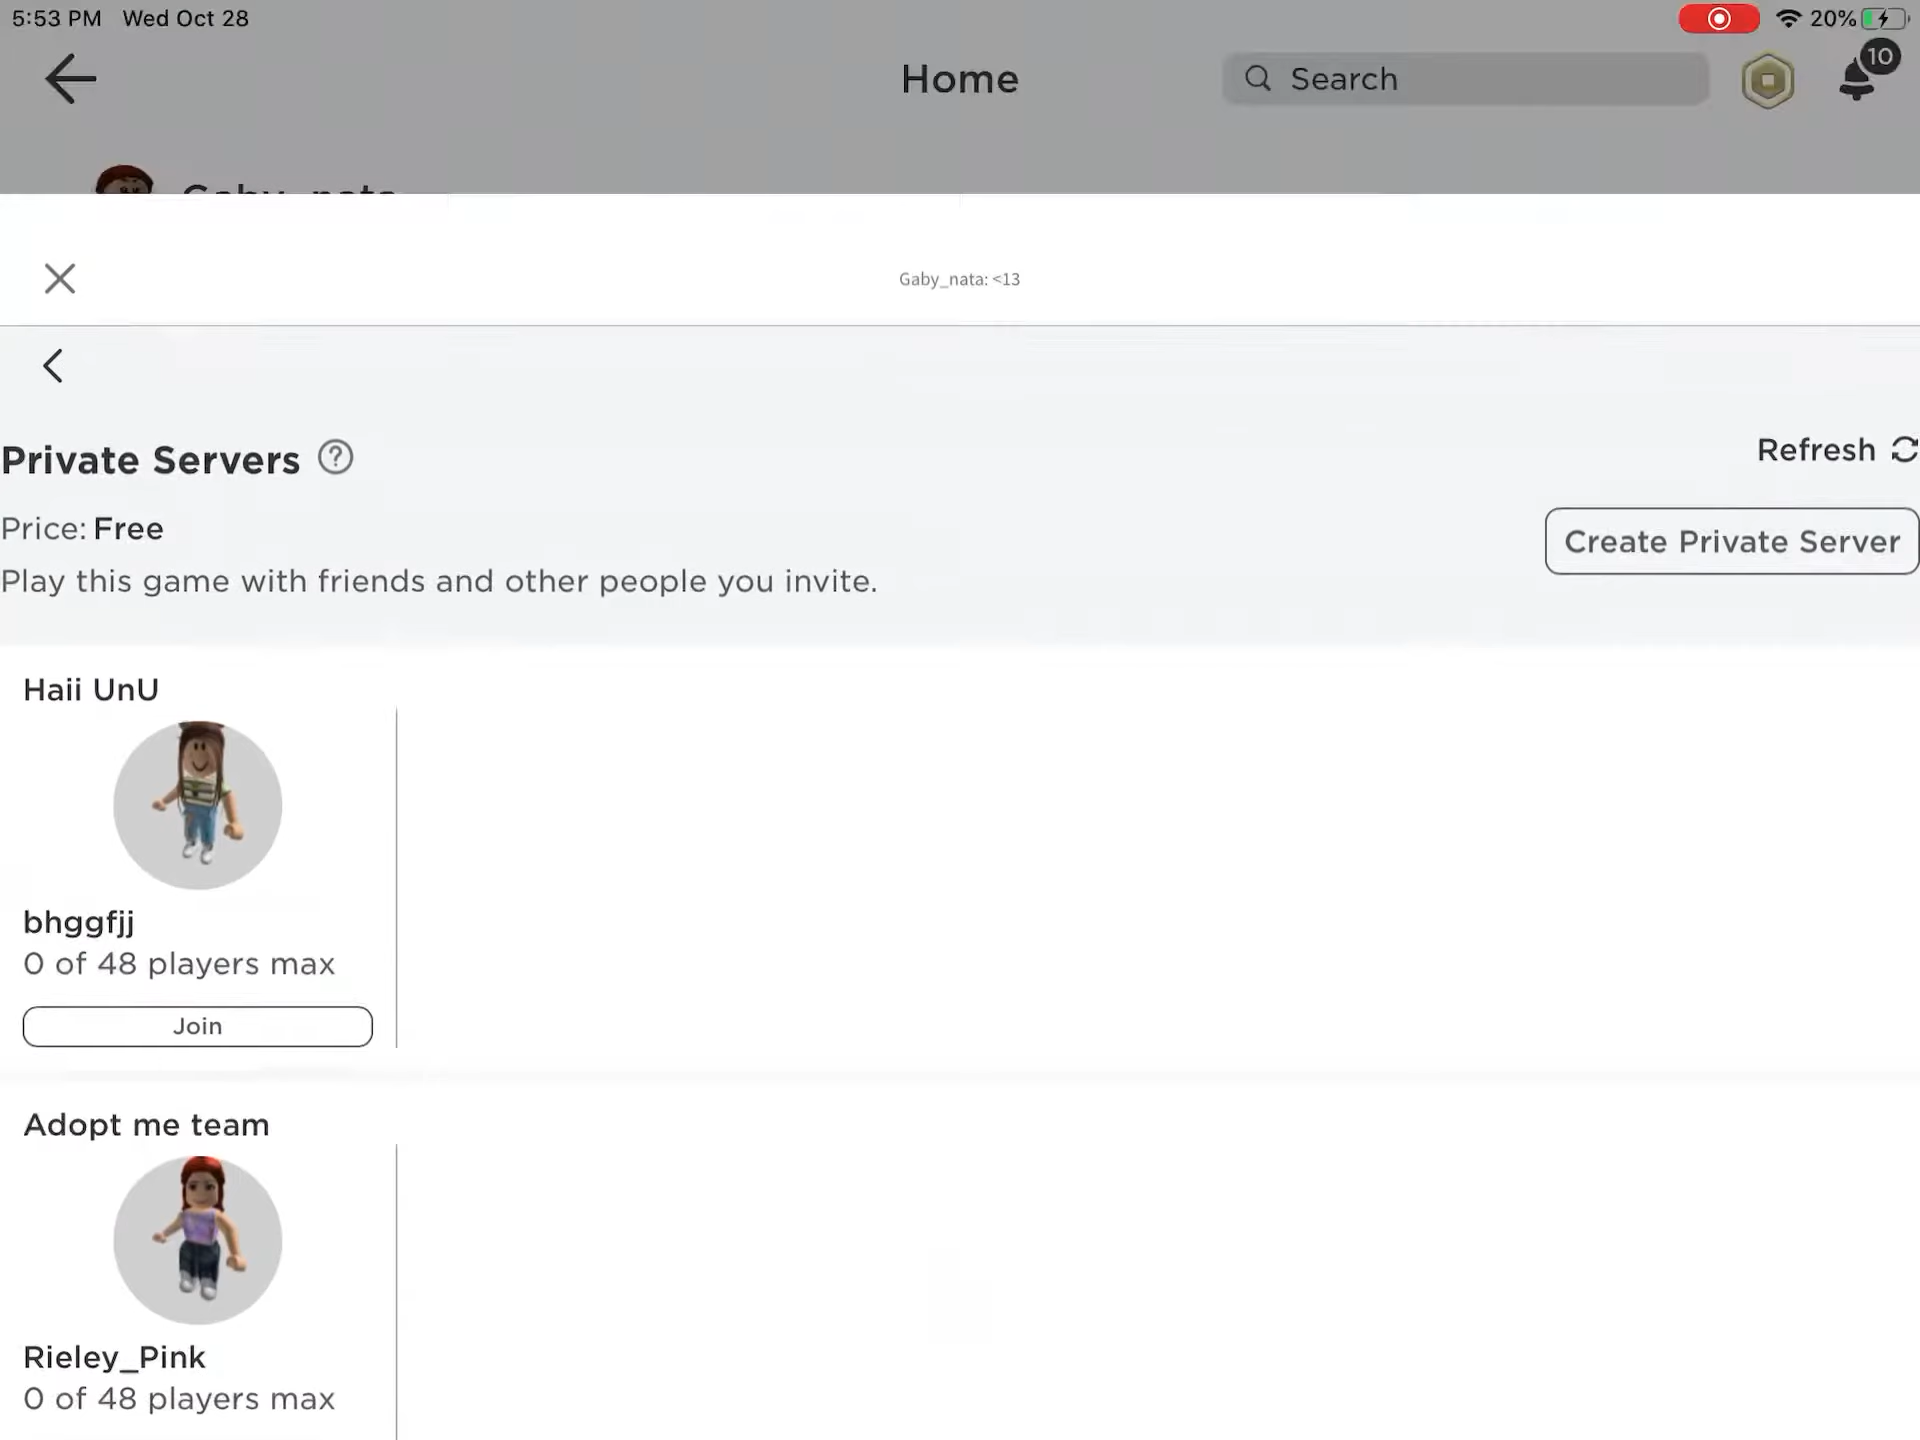 5:53 PM Wed Oct 28
20%
Home
Search
10
Gaby_nata
Gaby_nata: <13
Private Servers
Refresh
Price: Free
Create Private Server
Play this game with friends and other people you invite.
Haii UnU
bhggfjj
0 of 48 players max
Join
Adopt me team
Rieley_Pink
0 of 48 players max